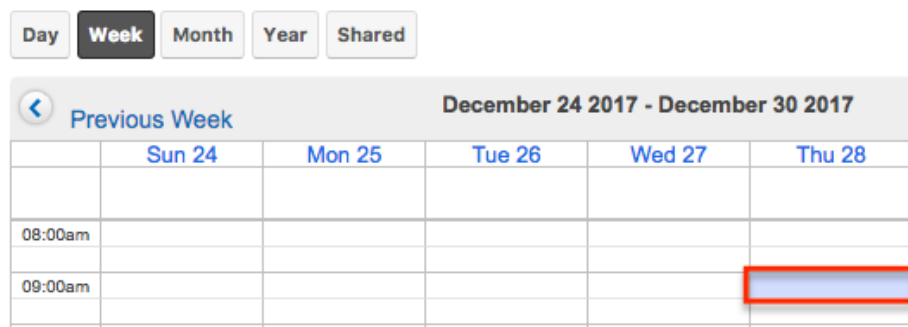 Day Week Month Year Shared
December 24 2017 - December 30 2017
Previous Week
Sun 24 Mon 25 Tue 26 Wed 27 Thu 28
08:00am
09:00am